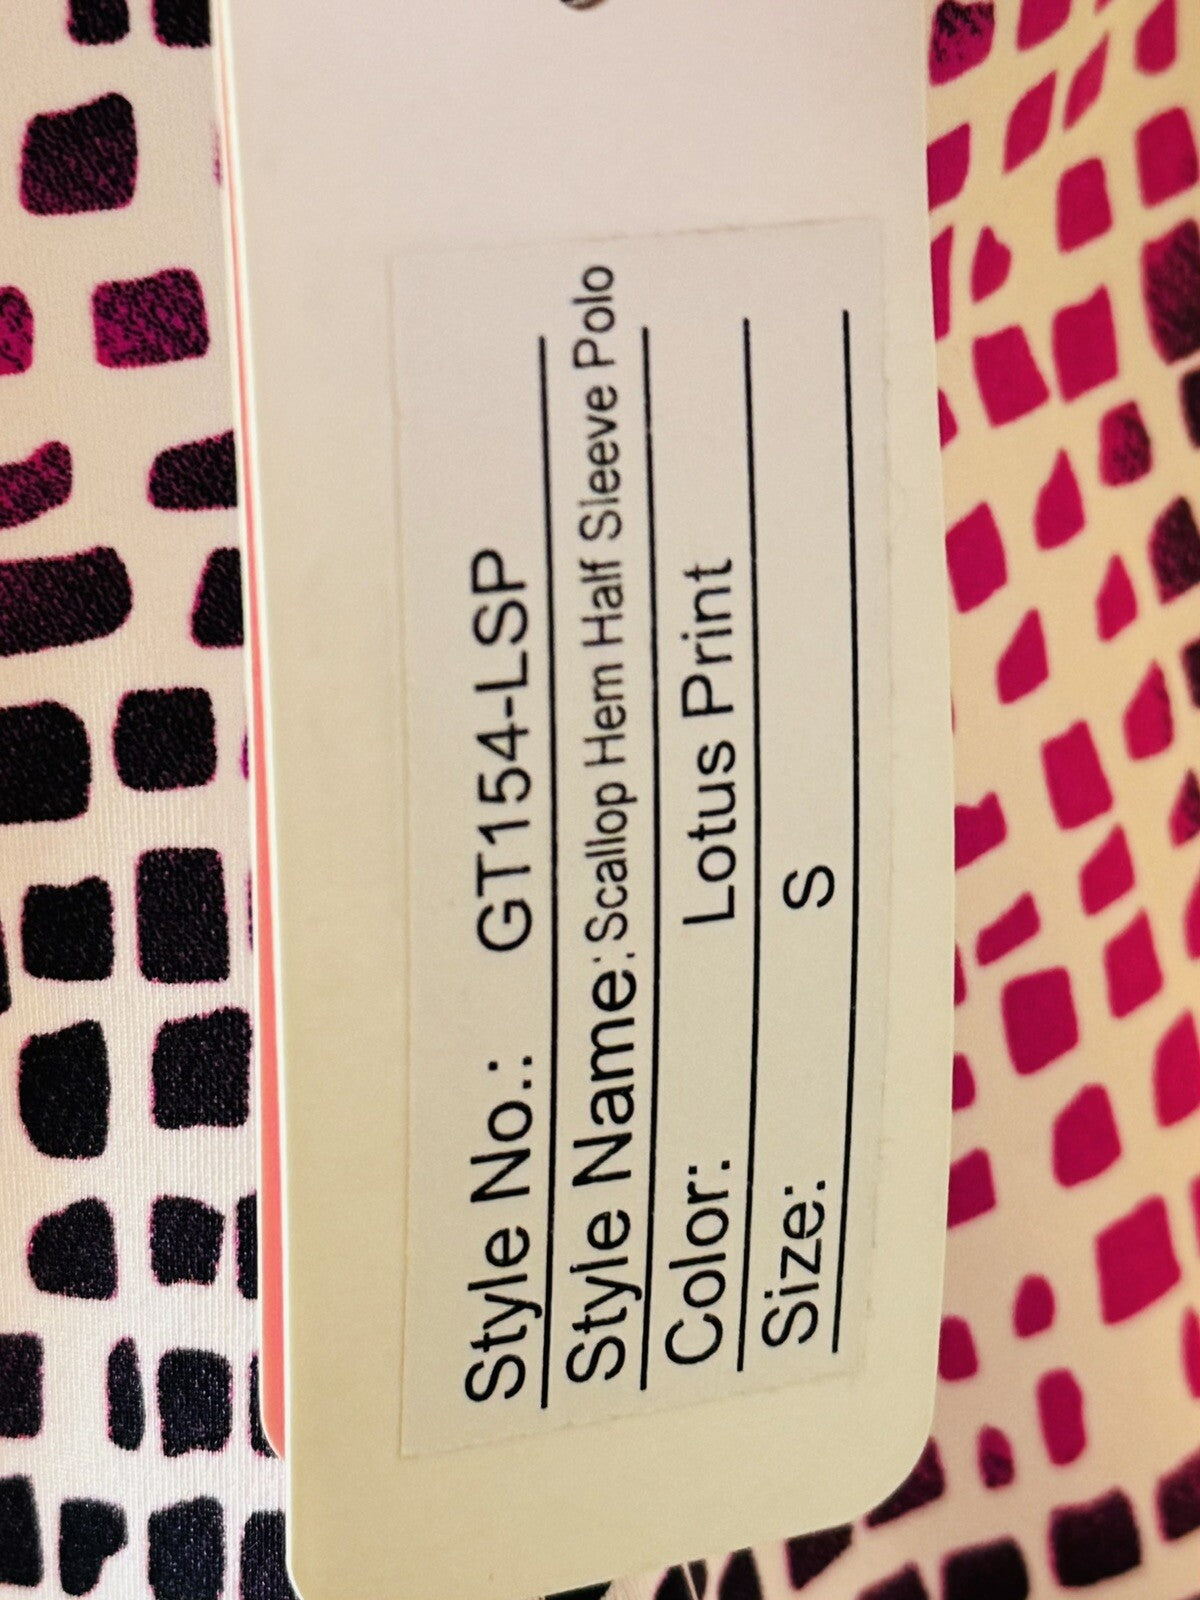 Style No.: GT154-LSP
Style Name: Scallop Hem Half Sleeve Polo
Color: Lotus Print
Size: S